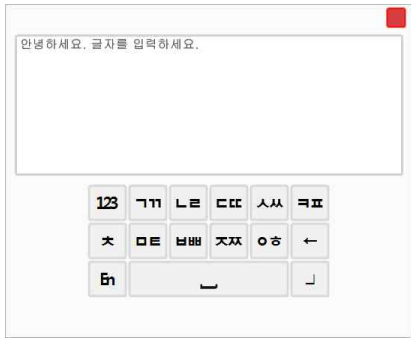 안녕하세요. 글자를 입력하세요.
123 ㄱㄲ ㄴㄹ ㄷㄸ ㅅㅆ ㅋㅍ
ㅊ ㅁㅌ ㅂㅃ ㅈㅉ ㅇㅎ ←
En